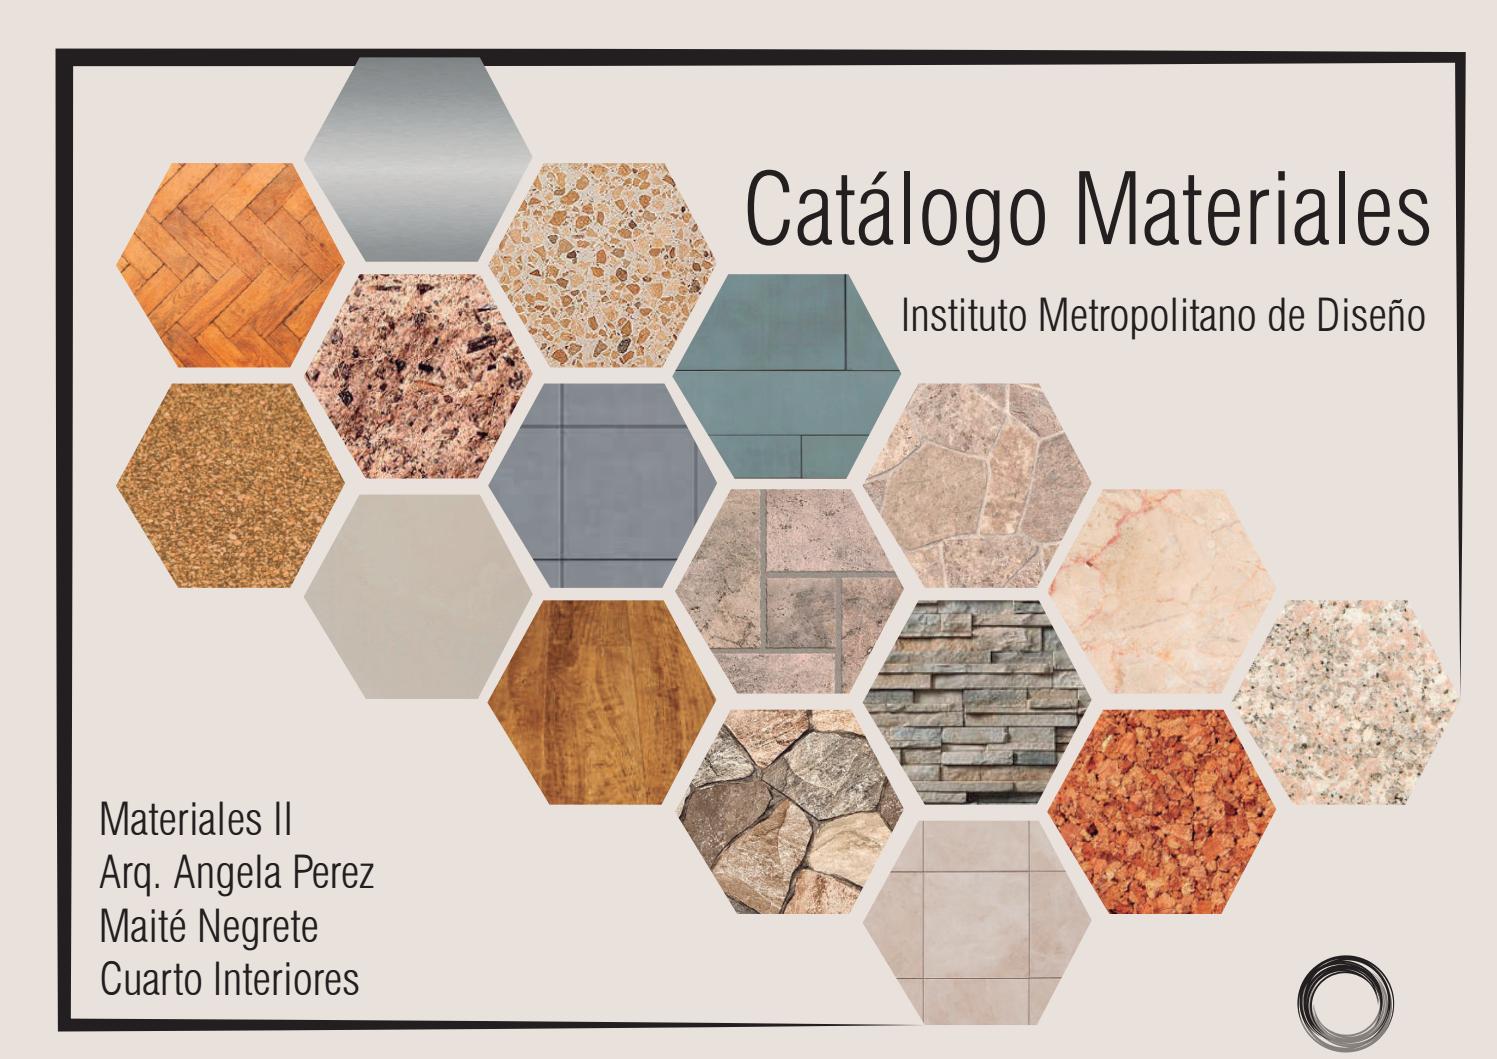 Catálogo Materiales
Instituto Metropolitano de Diseño
Materiales II
Arq. Angela Perez
Maité Negrete
Cuarto Interiores